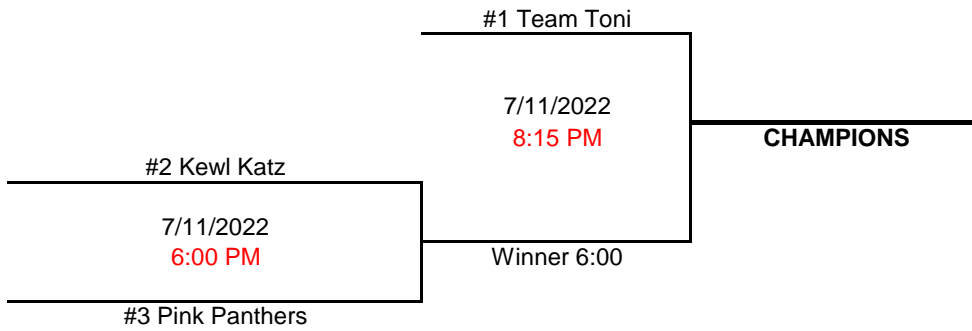 #1 Team Toni
7/11/2022
8:15 PM
CHAMPIONS
#2 Kewl Katz
7/11/2022
6:00 PM
Winner 6:00
#3 Pink Panthers